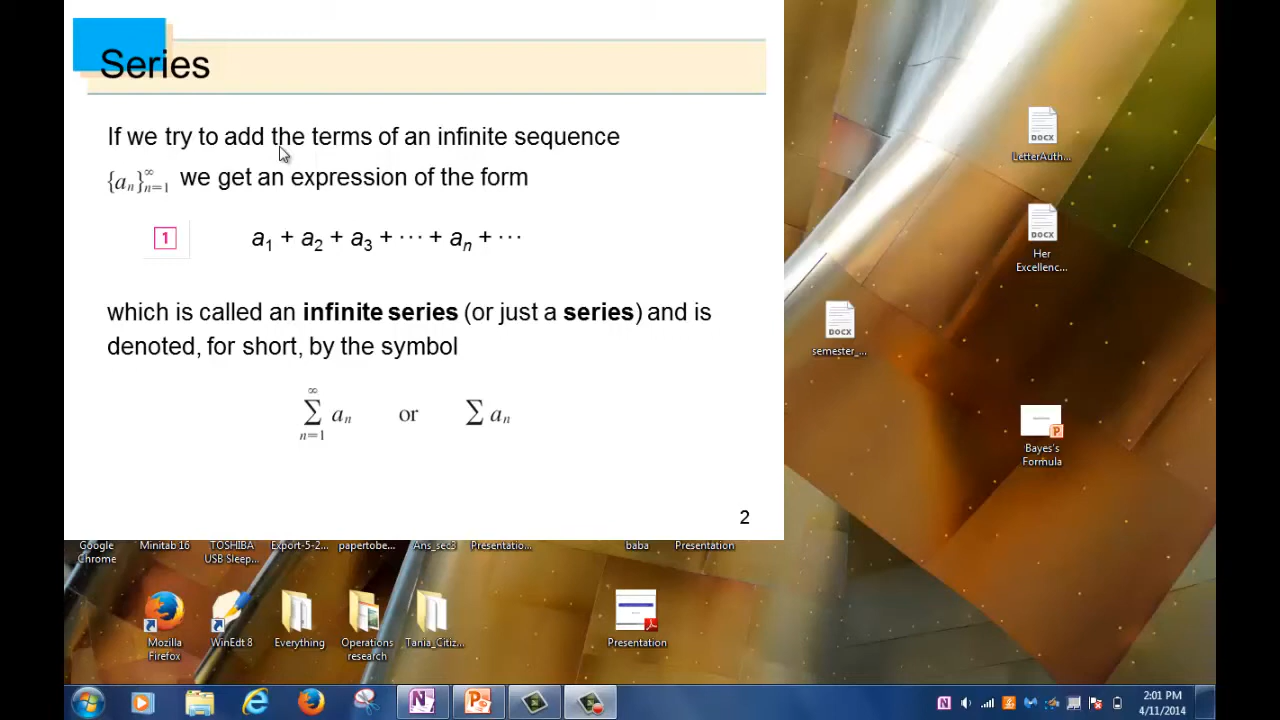 Series
If we try to add the terms of an infinite sequence
{aₙ}ₙ₌₁^∞ we get an expression of the form
1 a₁ + a₂ + a₃ + ··· + aₙ + ···
which is called an infinite series (or just a series) and is
denoted, for short, by the symbol
∞
∑ aₙ or ∑ aₙ
n=1
2
LetterAuth...
Her
Excellenc...
semester_...
Bayes's
Formula
Google
Chrome
Minitab 16
TOSHIBA
USB Sleep...
Export-5-2...
papertobe...
Ans_sec3
Presentatio...
baba
Presentation
Mozilla
Firefox
WinEdt 8
Everything
Operations
research
Tania_Citiz...
Presentation
2:01 PM
4/11/2014
DOCX
DOCX
DOCX